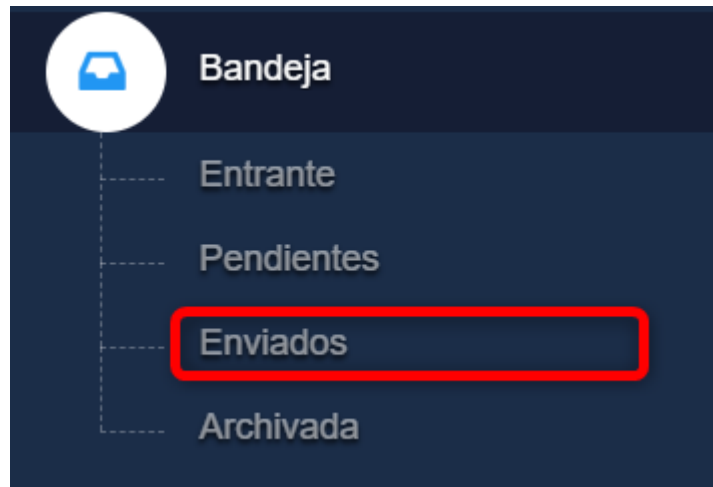 Bandeja
Entrante
Pendientes
Enviados
Archivada